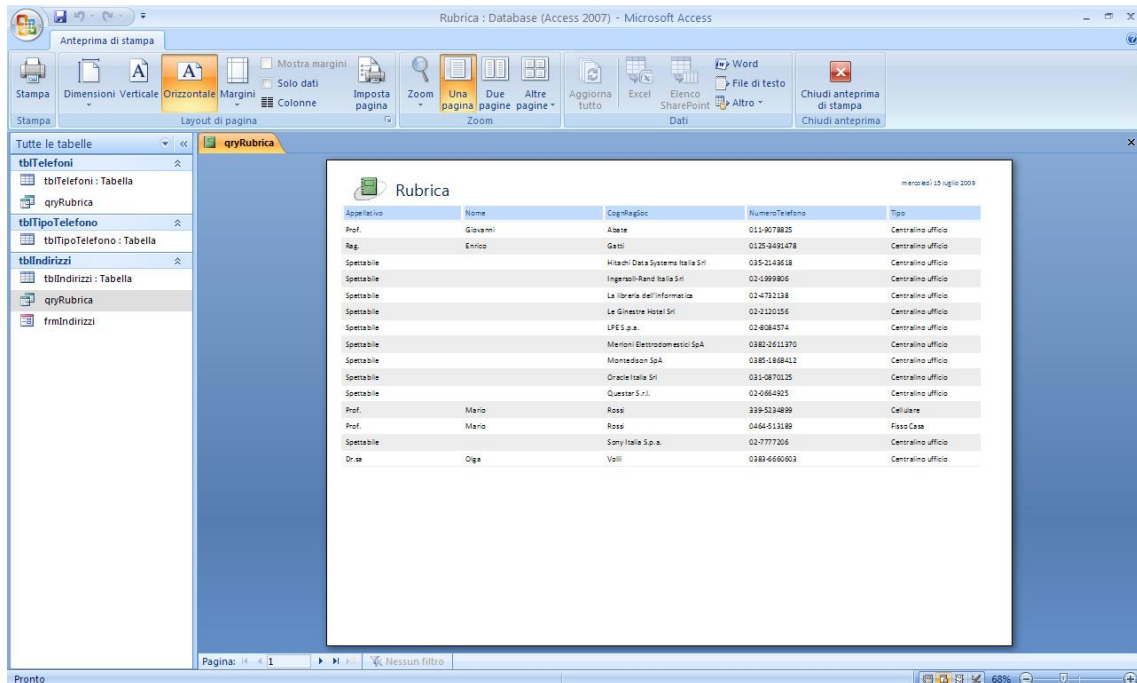 Rubrica : Database (Access 2007) - Microsoft Access
Anteprima di stampa
Stampa
Dimensioni
Verticale
Orizzontale
Margini
Mostra margini
Solo dati
Colonne
Imposta pagina
Zoom
Una pagina
Due pagine
Altre pagine
Aggiorna tutto
Excel
Elenco SharePoint
Word
File di testo
Altro
Chiudi anteprima di stampa
Stampa
Layout di pagina
Zoom
Dati
Chiudi anteprima
Tutte le tabelle
tblTelefoni
tblTelefoni : Tabella
qryRubrica
tblTipoTelefono
tblTipoTelefono : Tabella
tblIndirizzi
tblIndirizzi : Tabella
qryRubrica
frmIndirizzi
qryRubrica
Rubrica
mercoledì 15 luglio 2009
Appellativo Nome CognRagSoc NumeroTelefono Tipo
Prof. Giovanni Abate 011-9078825 Centralino ufficio
Rag. Enrico Gatti 0125-3491478 Centralino ufficio
Spettabile Hitachi Data Systems Italia Srl 035-2143618 Centralino ufficio
Spettabile Ingersoll-Rand Italia Srl 02-1999806 Centralino ufficio
Spettabile La libreria dell'informatica 02-4732138 Centralino ufficio
Spettabile Le Ginestre Hotel Srl 02-2120156 Centralino ufficio
Spettabile LPE S.p.a. 02-8084574 Centralino ufficio
Spettabile Merloni Elettrodomestici SpA 0382-2611370 Centralino ufficio
Spettabile Montedison SpA 0385-1868412 Centralino ufficio
Spettabile Oracle Italia Srl 031-0870125 Centralino ufficio
Spettabile Questar S.r.l. 02-0664925 Centralino ufficio
Prof. Mario Rossi 339-5234899 Cellulare
Prof. Mario Rossi 0464-513189 Fisso Casa
Spettabile Sony Italia S.p.a. 02-7777206 Centralino ufficio
Dr.sa Olga Volli 0383-6660603 Centralino ufficio
Pagina: 1 Nessun filtro
Pronto
68%